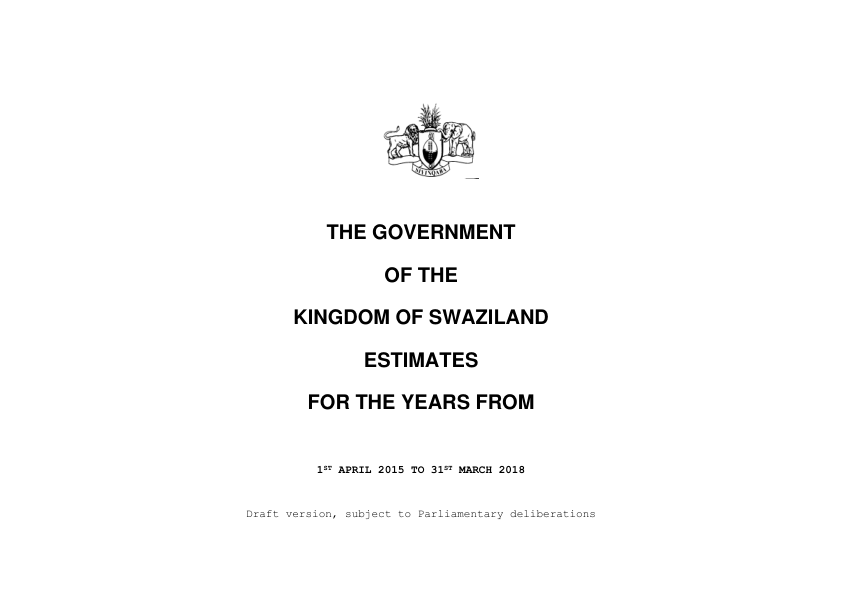 SIYINQABA
THE GOVERNMENT
OF THE
KINGDOM OF SWAZILAND
ESTIMATES
FOR THE YEARS FROM
1ST APRIL 2015 TO 31ST MARCH 2018
Draft version, subject to Parliamentary deliberations